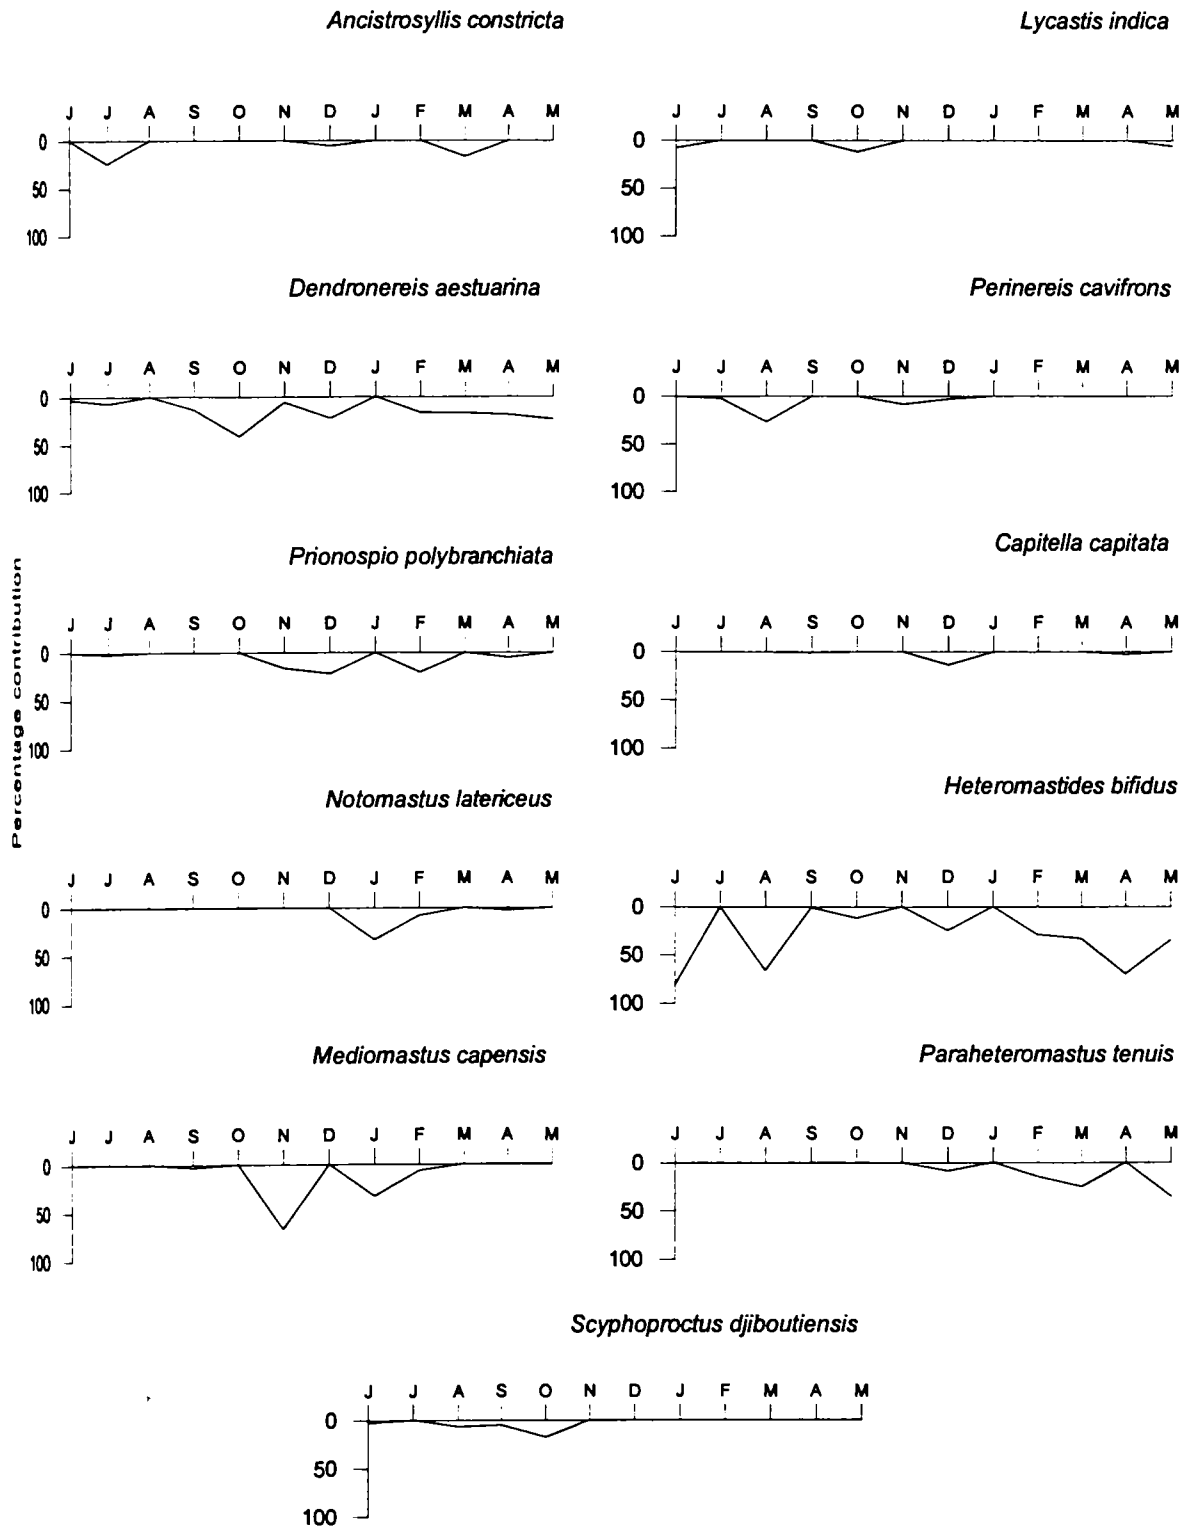 Ancistrosyllis constricta
J J A S O N D J F M A M
0
50
100
Lycastis indica
J J A S O N D J F M A M
0
50
100
Dendronereis aestuarina
J J A S O N D J F M A M
0
50
100
Perinereis cavifrons
J J A S O N D J F M A M
0
50
100
Percentage contribution
Prionospio polybranchiata
J J A S O N D J F M A M
0
50
100
Capitella capitata
J J A S O N D J F M A M
0
50
100
Notomastus latericeus
J J A S O N D J F M A M
0
50
100
Heteromastides bifidus
J J A S O N D J F M A M
0
50
100
Mediomastus capensis
J J A S O N D J F M A M
0
50
100
Paraheteromastus tenuis
J J A S O N D J F M A M
0
50
100
Scyphoproctus djiboutiensis
J J A S O N D J F M A M
0
50
100